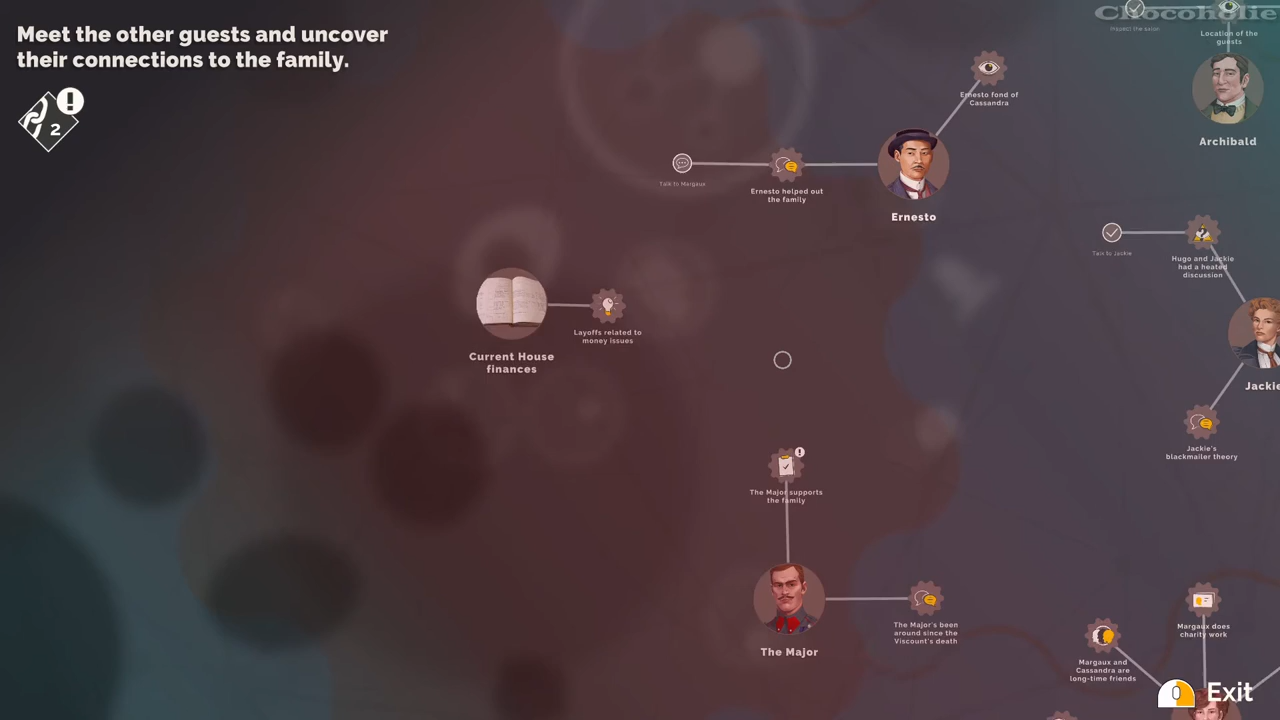 Meet the other guests and uncover
their connections to the family.
2
Chocoholic
Inspect the salon
Location of the
guests
Archibald
Ernesto fond of
Cassandra
Talk to Margaux
Ernesto helped out
the family
Ernesto
Talk to Jackie
Hugo and Jackie
had a heated
discussion
Current House
finances
Layoffs related to
money issues
Jackie
Jackie's
blackmailer theory
The Major supports
the family
The Major
The Major's been
around since the
Viscount's death
Margaux does
charity work
Margaux and
Cassandra are
long-time friends
Exit